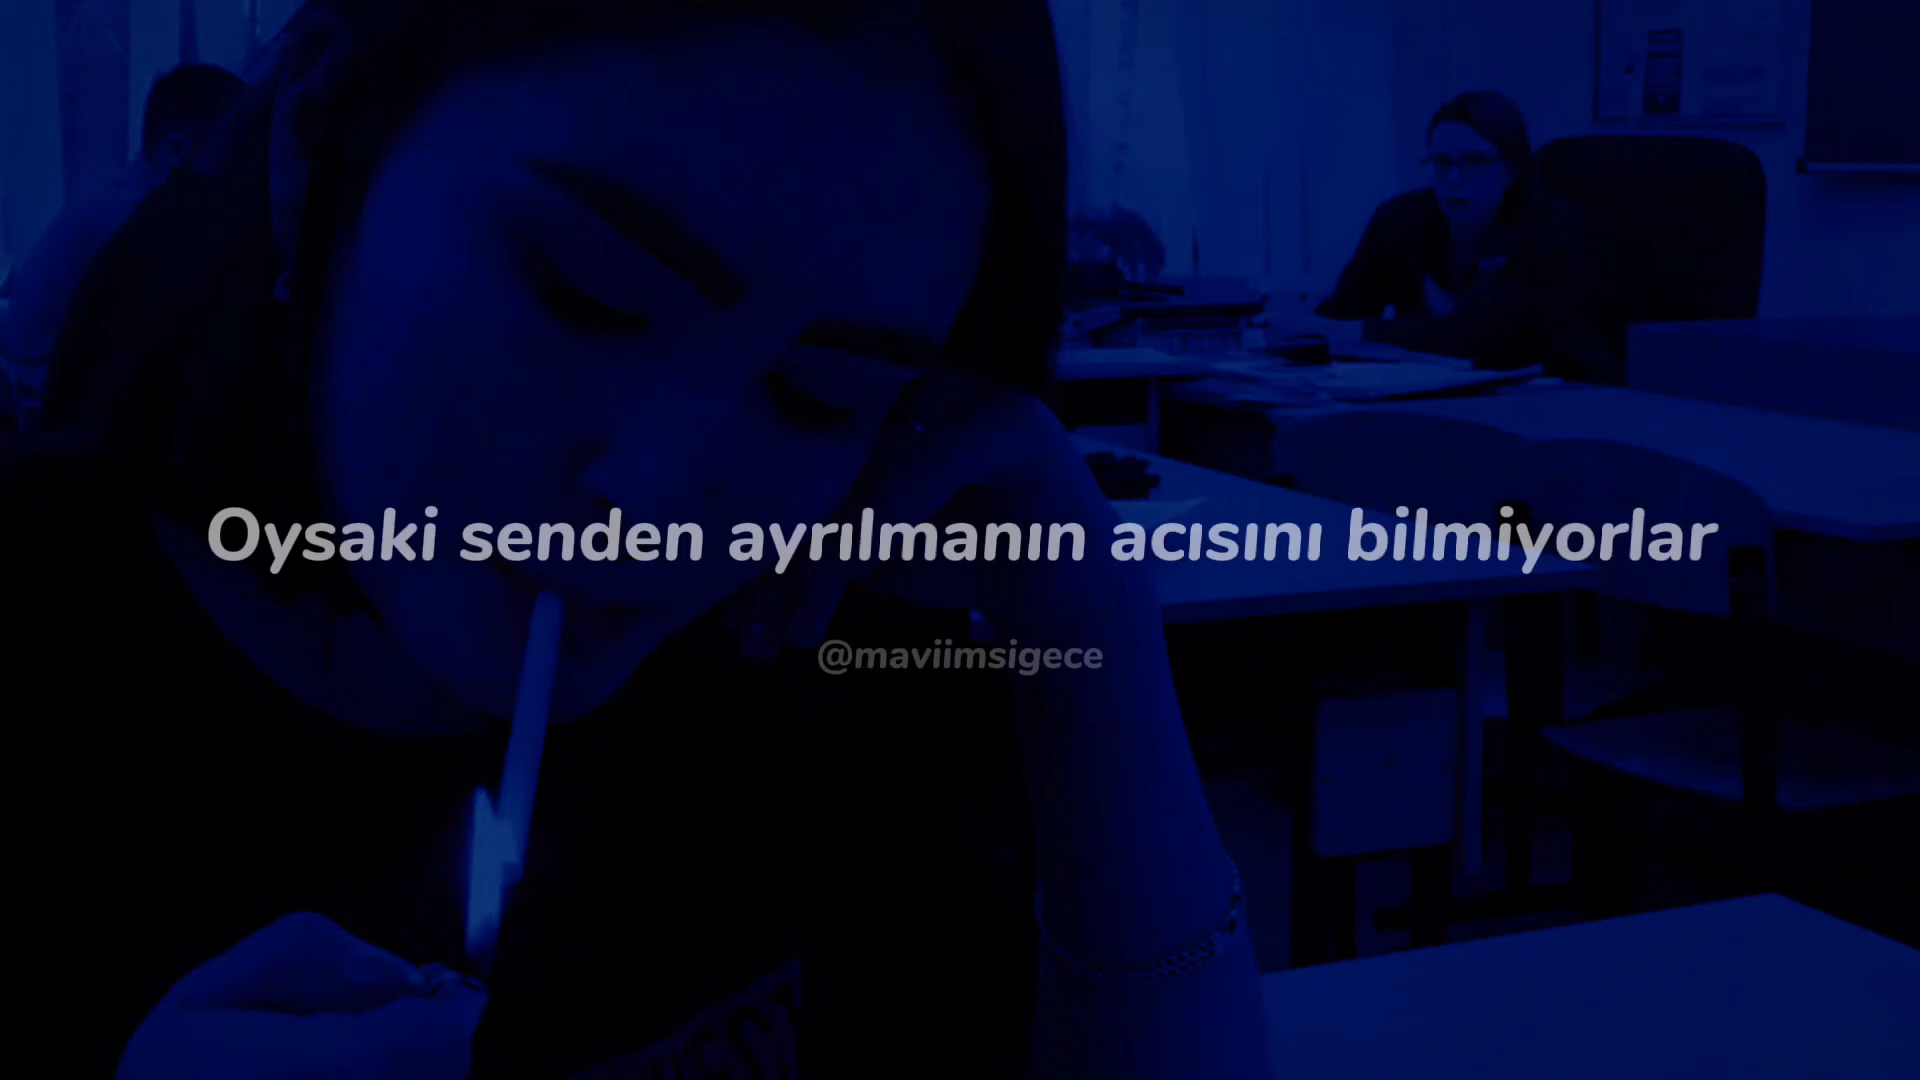 Oysaki senden ayrılmanın acısını bilmiyorlar
@maviimsigece